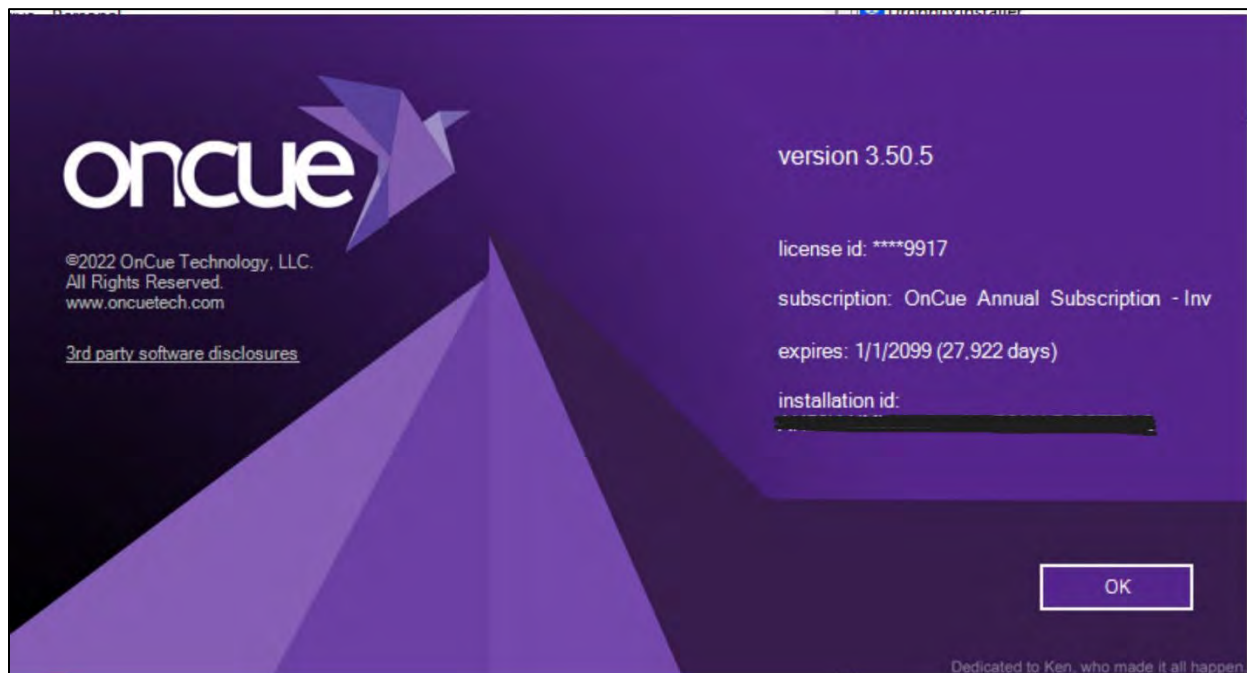 Personal
DropboxInstaller
oncue
version 3.50.5
©2022 OnCue Technology, LLC.
All Rights Reserved.
www.oncuetech.com
3rd party software disclosures
license id: ****9917
subscription: OnCue Annual Subscription - Inv
expires: 1/1/2099 (27,922 days)
installation id:
OK
Dedicated to Ken, who made it all happen.